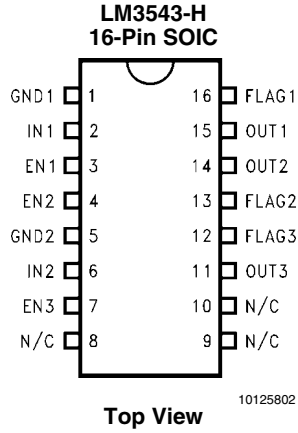 LM3543-H
16-Pin SOIC
GND1 1 16 FLAG1
IN1 2 15 OUT1
EN1 3 14 OUT2
EN2 4 13 FLAG2
GND2 5 12 FLAG3
IN2 6 11 OUT3
EN3 7 10 N/C
N/C 8 9 N/C
10125802
Top View